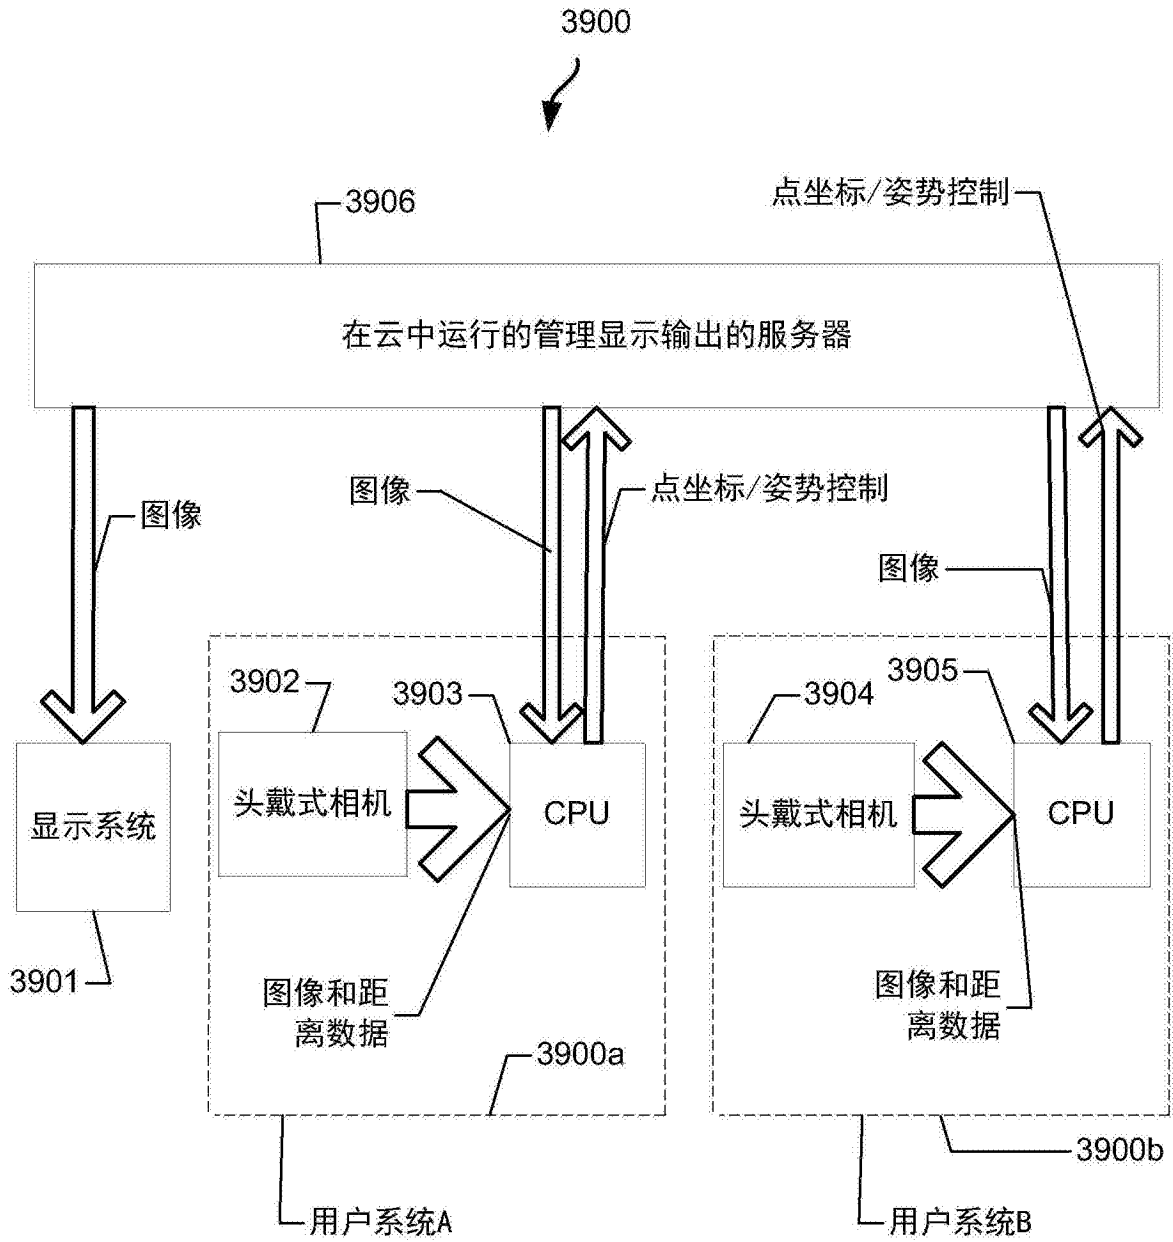 3900
点坐标/姿势控制
3906
在云中运行的管理显示输出的服务器
图像
图像
点坐标/姿势控制
图像
3902
3903
3904
3905
显示系统
头戴式相机
CPU
头戴式相机
CPU
3901
图像和距
离数据
图像和距
离数据
3900a
3900b
用户系统A
用户系统B